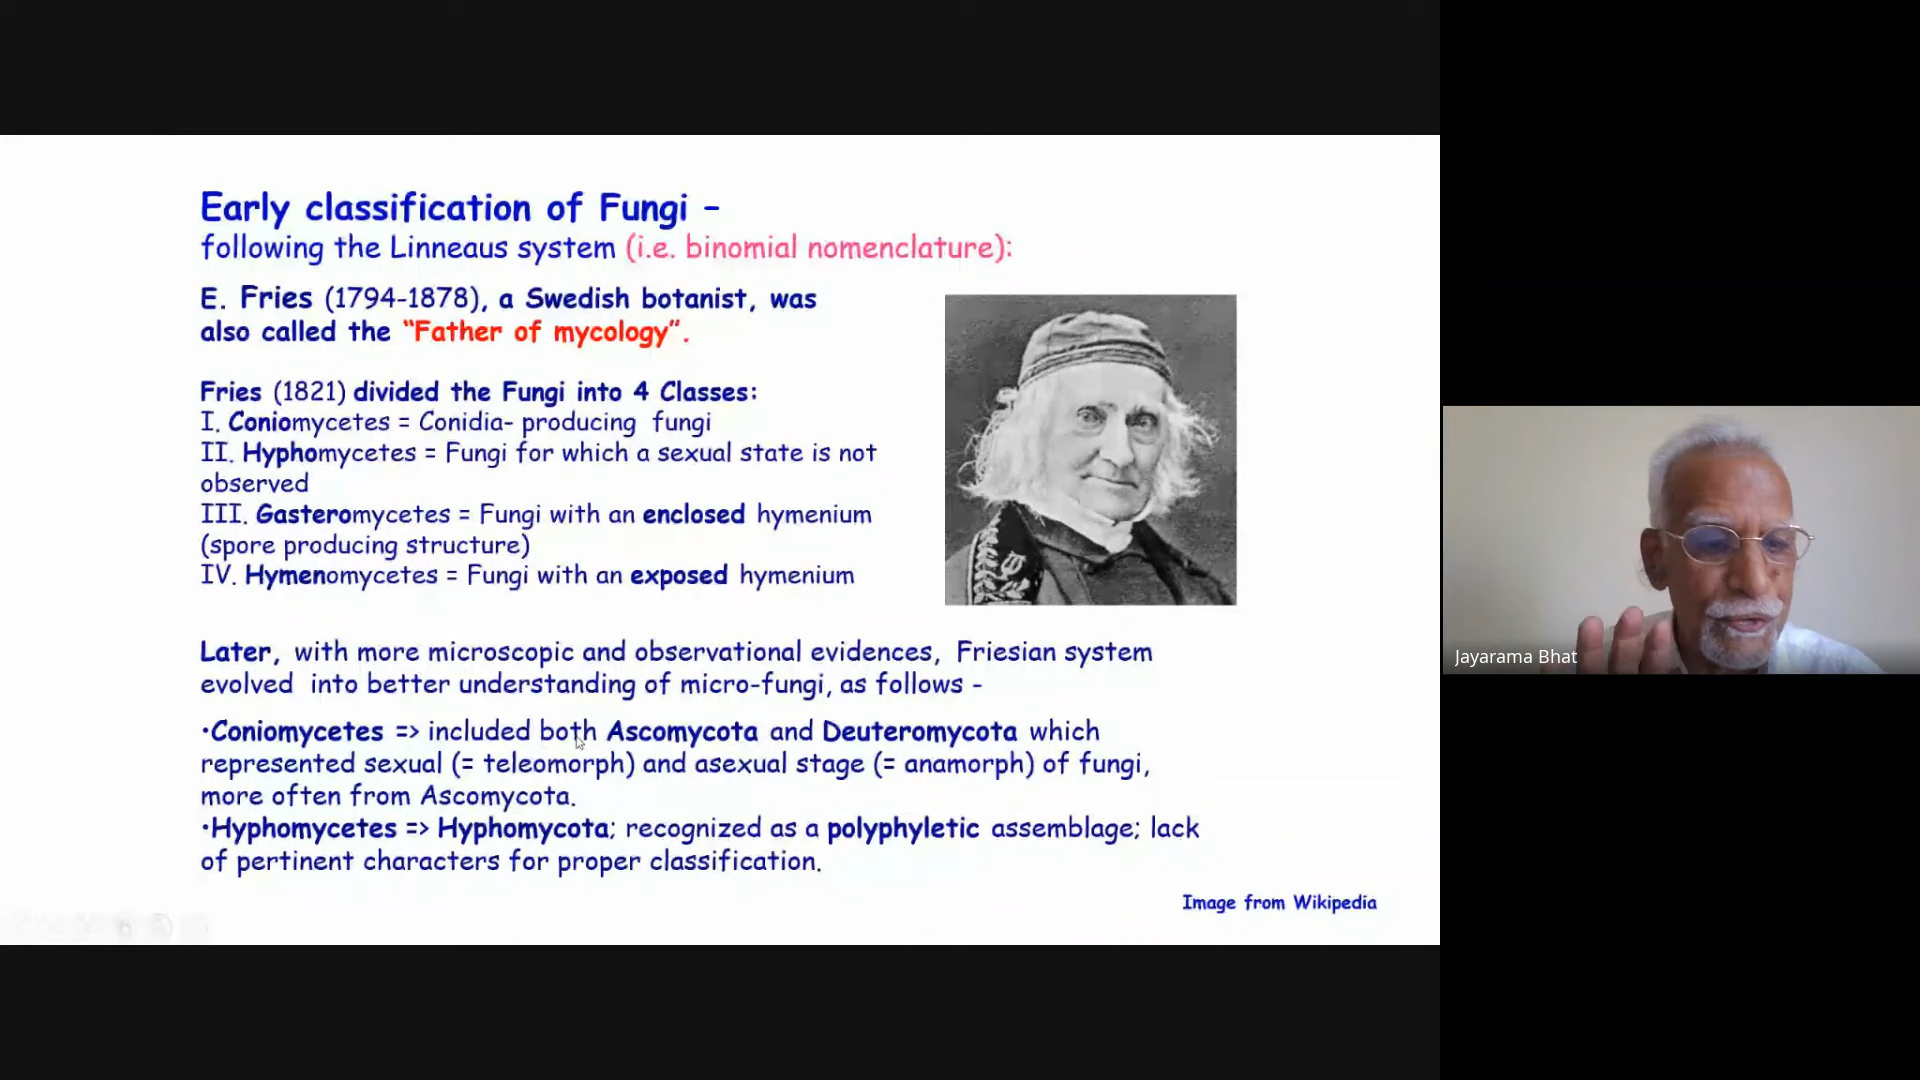 Early classification of Fungi –
following the Linneaus system (i.e. binomial nomenclature):
E. Fries (1794-1878), a Swedish botanist, was
also called the “Father of mycology”.
Fries (1821) divided the Fungi into 4 Classes:
I. Coniomycetes = Conidia- producing fungi
II. Hyphomycetes = Fungi for which a sexual state is not
observed
III. Gasteromycetes = Fungi with an enclosed hymenium
(spore producing structure)
IV. Hymenomycetes = Fungi with an exposed hymenium
Later, with more microscopic and observational evidences, Friesian system
evolved into better understanding of micro-fungi, as follows -
•Coniomycetes => included both Ascomycota and Deuteromycota which
represented sexual (= teleomorph) and asexual stage (= anamorph) of fungi,
more often from Ascomycota.
•Hyphomycetes => Hyphomycota; recognized as a polyphyletic assemblage; lack
of pertinent characters for proper classification.
Image from Wikipedia
Jayarama Bhat